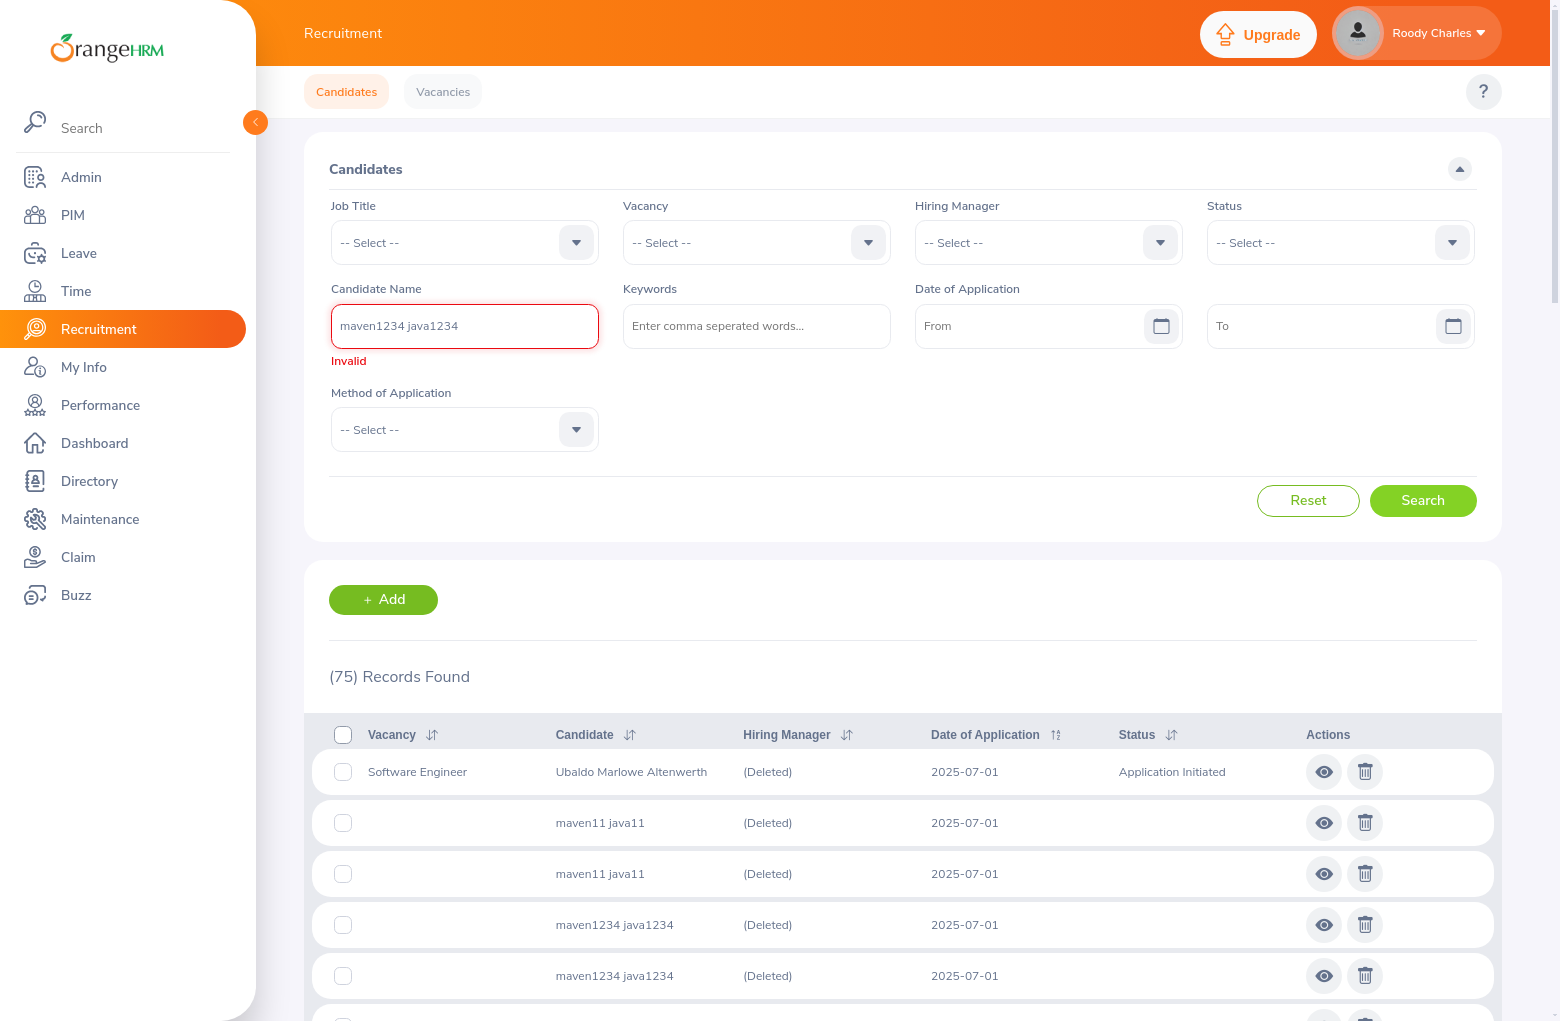 OrangeHRM
Recruitment
Upgrade
Roody Charles
Candidates
Vacancies
?
Search
Admin
PIM
Leave
Time
Recruitment
My Info
Performance
Dashboard
Directory
Maintenance
Claim
Buzz
Candidates
Job Title
Vacancy
Hiring Manager
Status
-- Select --
-- Select --
-- Select --
-- Select --
Candidate Name
Keywords
Date of Application
maven1234 java1234
Enter comma seperated words...
From
To
Invalid
Method of Application
-- Select --
Reset
Search
+ Add
(75) Records Found
Vacancy Candidate Hiring Manager Date of Application Status Actions
Software Engineer Ubaldo Marlowe Altenwerth (Deleted) 2025-07-01 Application Initiated
maven11 java11 (Deleted) 2025-07-01
maven11 java11 (Deleted) 2025-07-01
maven1234 java1234 (Deleted) 2025-07-01
maven1234 java1234 (Deleted) 2025-07-01